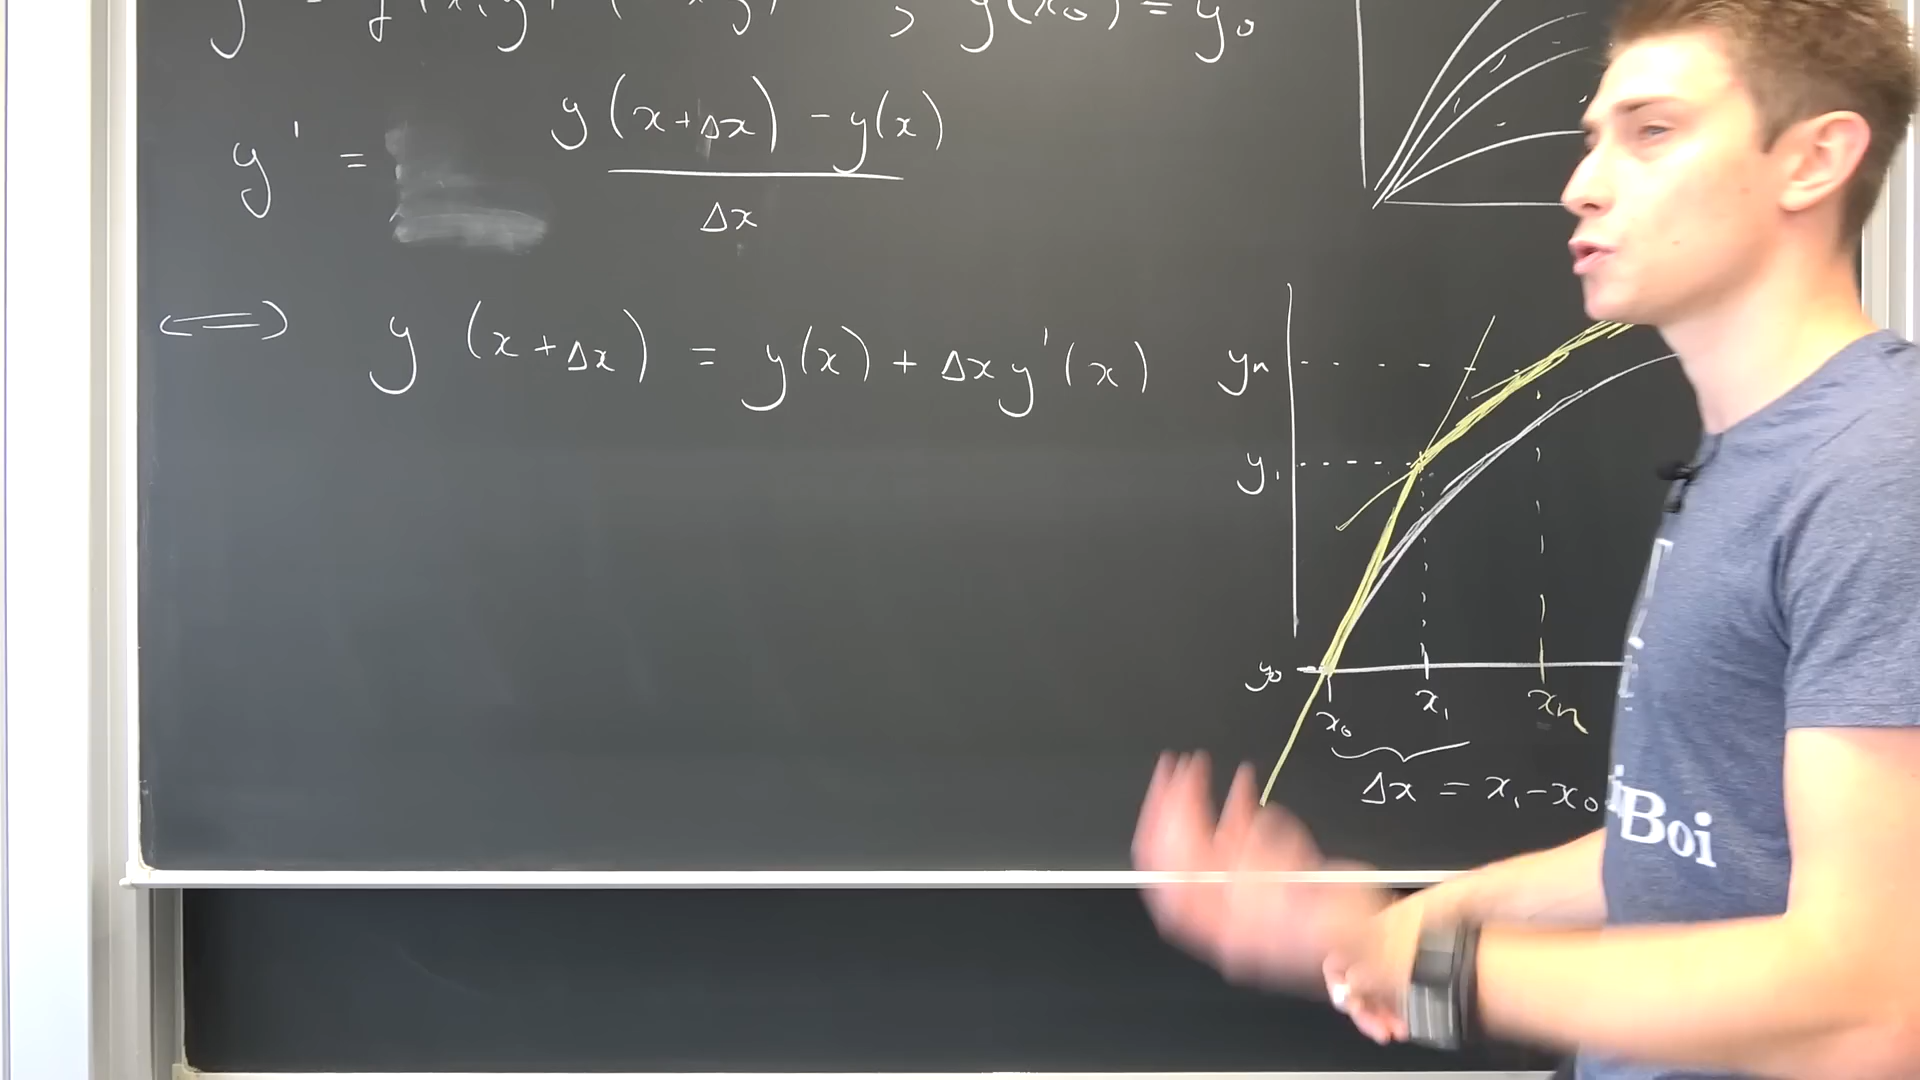 y(x₀) = y₀
y' = y(x+Δx) - y(x)
Δx
⟺ y (x+Δx) = y(x) + Δx y'(x)
yₙ
y₁
y₀
x₀ x₁ xₙ
Δx = x₁-x₀
Boi